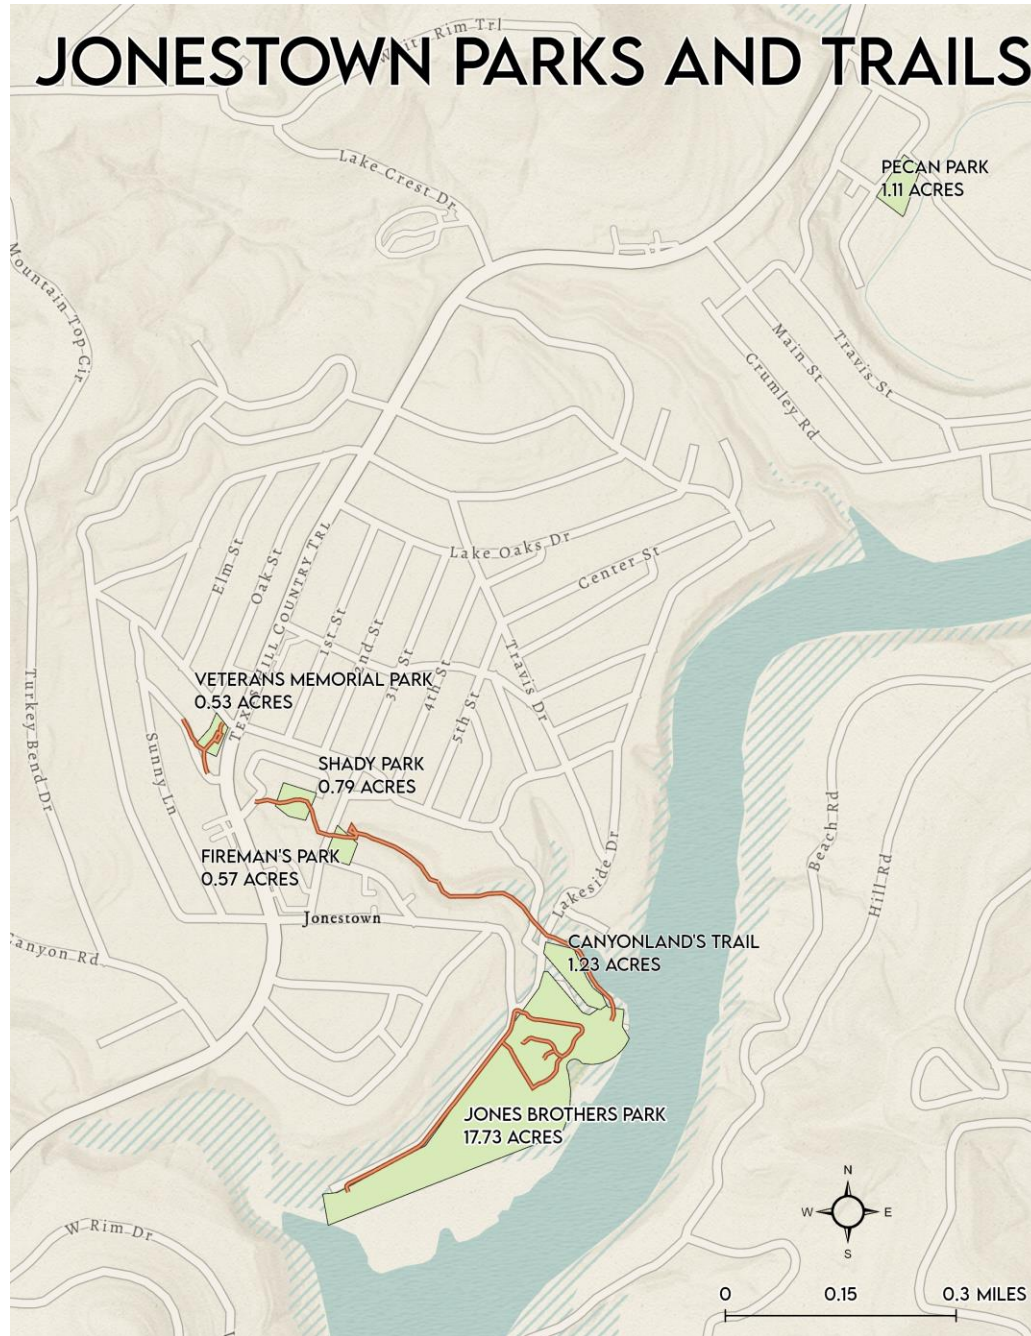 JONESTOWN PARKS AND TRAILS
Lake Crest Dr
PECAN PARK
1.11 ACRES
Mountain Top Cir
Main St
Travis St
Crumley Rd
Lake Oaks Dr
Center St
Elm St
Oak St
TEXAS HILL COUNTRY TRL
1st St
2nd St
3rd St
4th St
5th St
Travis Dr
VETERANS MEMORIAL PARK
0.53 ACRES
Turkey Bend Dr
Sunny Ln
SHADY PARK
0.79 ACRES
FIREMAN'S PARK
0.57 ACRES
Beach Rd
Hill Rd
Lakeside Dr
Jonestown
CANYONLAND'S TRAIL
1.23 ACRES
anyon Rd
JONES BROTHERS PARK
17.73 ACRES
W Rim Dr
N
W E
S
0 0.15 0.3 MILES